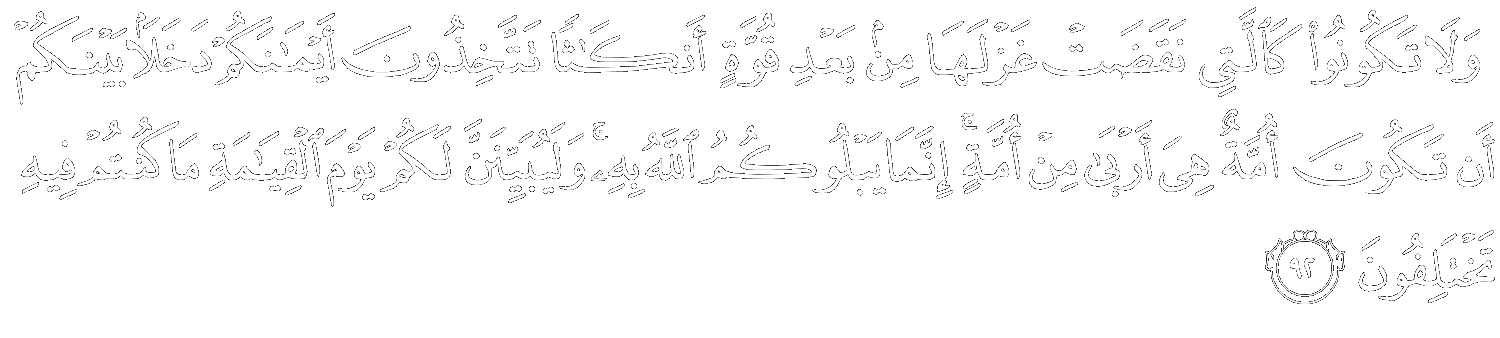 وَلَا تَكُونُوا۟ كَٱلَّتِى نَقَضَتْ غَزْلَهَا مِنۢ بَعْدِ قُوَّةٍ أَنكَـٰثًا تَتَّخِذُونَ أَيْمَـٰنَكُمْ دَخَلًۢا بَيْنَكُمْ
أَن تَكُونَ أُمَّةٌ هِىَ أَرْبَىٰ مِنْ أُمَّةٍ ۚ إِنَّمَا يَبْلُوكُمُ ٱللَّهُ بِهِۦ ۚ وَلَيُبَيِّنَنَّ لَكُمْ يَوْمَ ٱلْقِيَـٰمَةِ مَا كُنتُمْ فِيهِ
تَخْتَلِفُونَ ٩٢